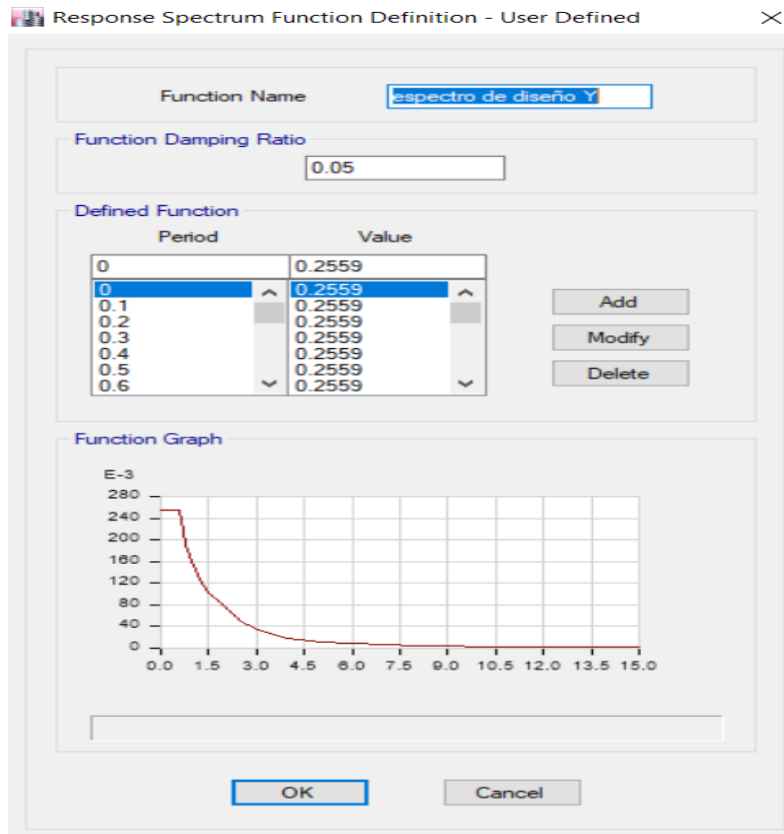 Response Spectrum Function Definition - User Defined
Function Name espectro de diseño Y
Function Damping Ratio
0.05
Defined Function
Period Value
0 0.2559
0 0.2559
0.1 0.2559
0.2 0.2559
0.3 0.2559
0.4 0.2559
0.5 0.2559
0.6 0.2559
Add
Modify
Delete
Function Graph
E-3
280
240
200
160
120
80
40
0
0.0 1.5 3.0 4.5 6.0 7.5 9.0 10.5 12.0 13.5 15.0
OK Cancel